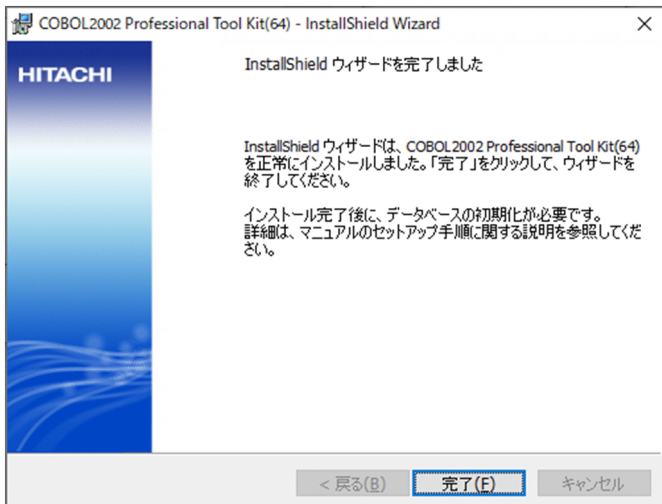 COBOL2002 Professional Tool Kit(64) - InstallShield Wizard
HITACHI
InstallShield ウィザードを完了しました
InstallShield ウィザードは、COBOL2002 Professional Tool Kit(64)
を正常にインストールしました。「完了」をクリックして、ウィザードを
終了してください。
インストール完了後に、データベースの初期化が必要です。
詳細は、マニュアルのセットアップ手順に関する説明を参照してくだ
さい。
< 戻る(B)
完了(F)
キャンセル